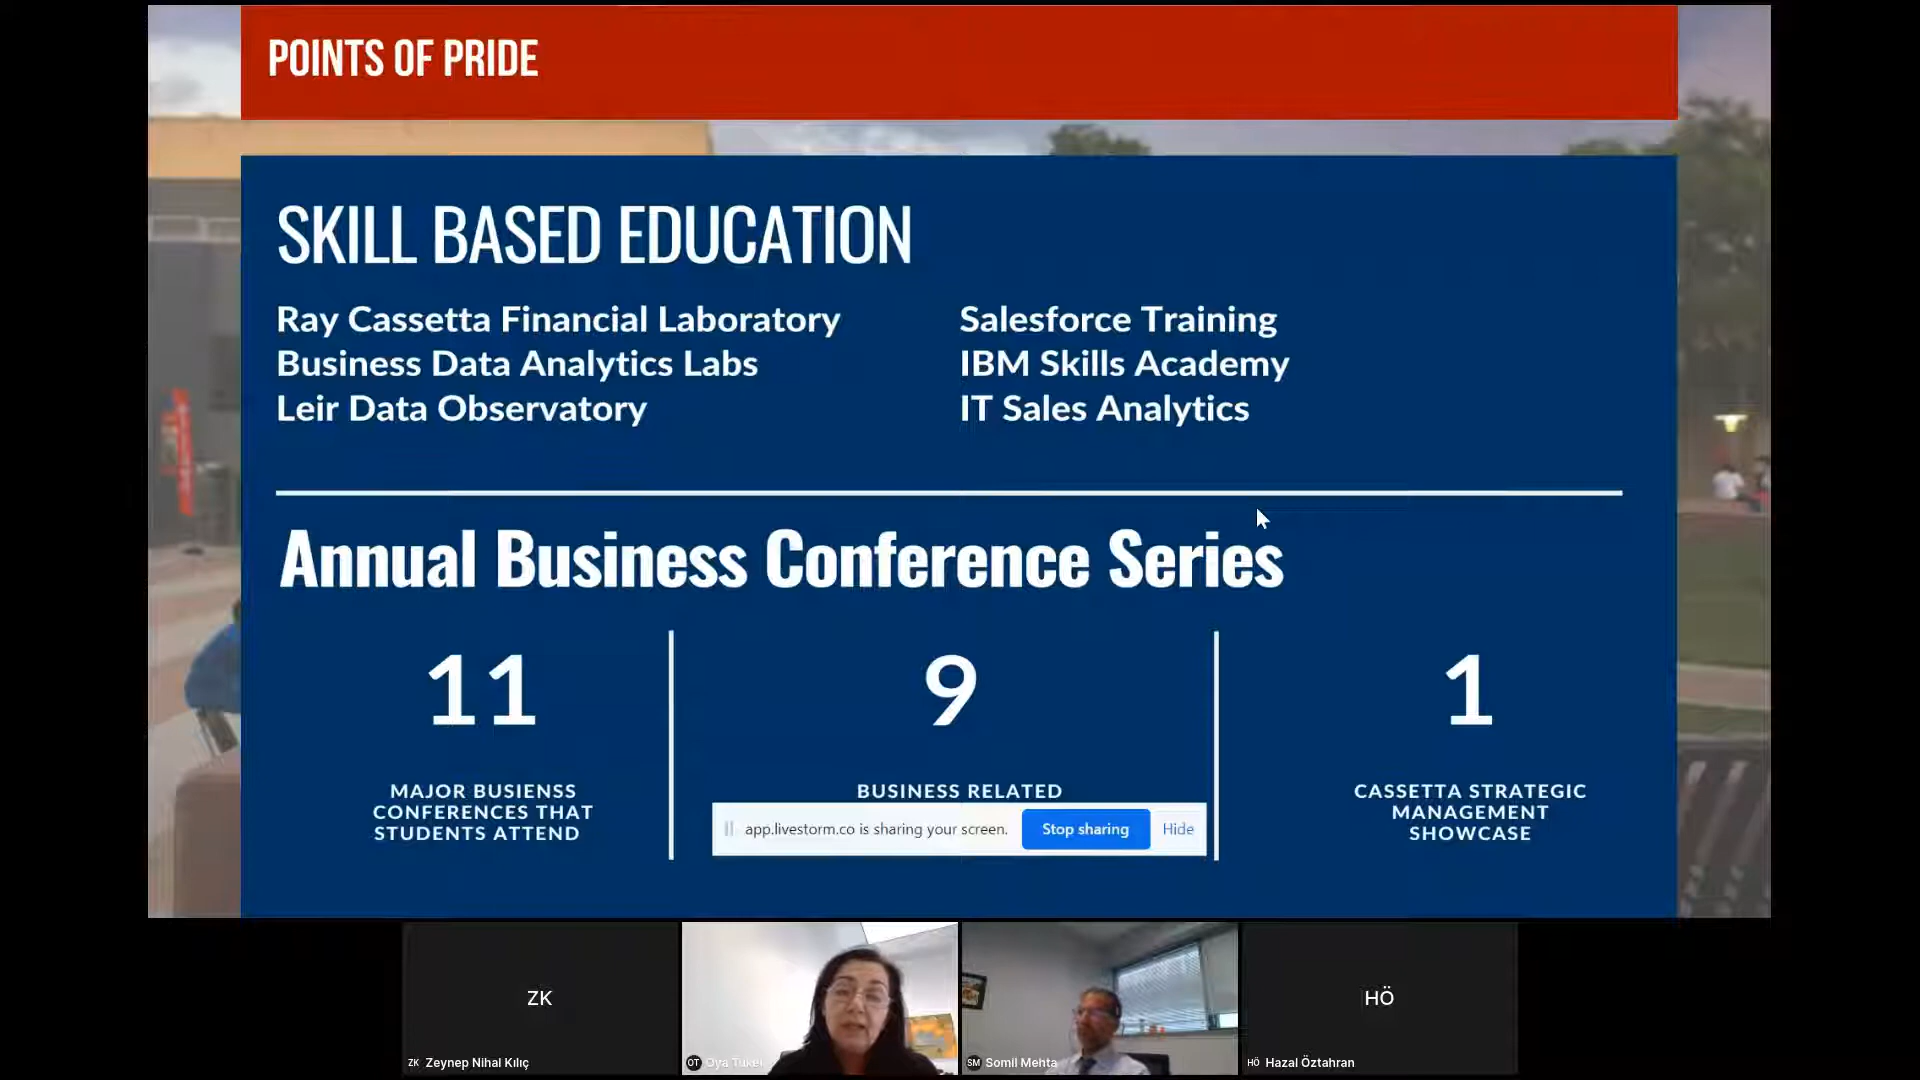 POINTS OF PRIDE
SKILL BASED EDUCATION
Ray Cassetta Financial Laboratory
Business Data Analytics Labs
Leir Data Observatory
Salesforce Training
IBM Skills Academy
IT Sales Analytics
Annual Business Conference Series
11
MAJOR BUSIENSS
CONFERENCES THAT
STUDENTS ATTEND
9
BUSINESS RELATED
1
CASSETTA STRATEGIC
MANAGEMENT
SHOWCASE
app.livestorm.co is sharing your screen.
Stop sharing
Hide
ZK
ZK Zeynep Nihal Kılıç
OT Oya Tukel
SM Somil Mehta
HÖ
HÖ Hazal Öztahran